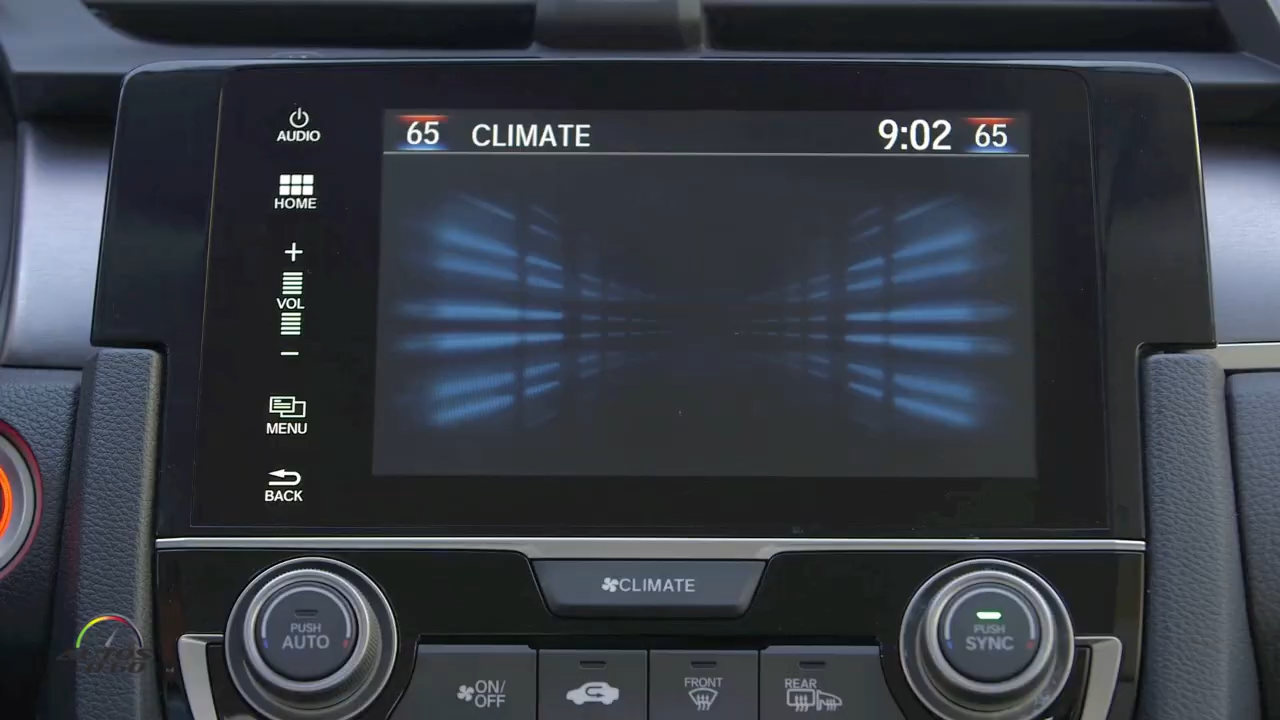 AUDIO
HOME
+
VOL
−
MENU
BACK
65 CLIMATE 9:02 65
CLIMATE
PUSH
AUTO
PUSH
SYNC
ON/
OFF
FRONT
REAR